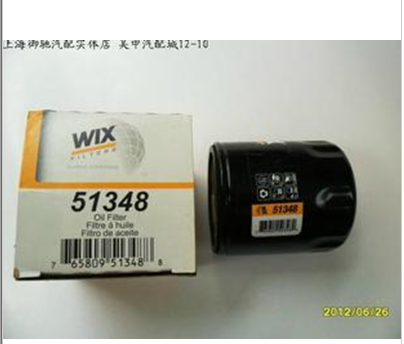 上海御驰汽配实体店 美中汽配城12-10
WIX
FILTERS
51348
Oil Filter
Filtre à huile
Filtro de aceite
7 65809 51348 8
51348
2012/06/26